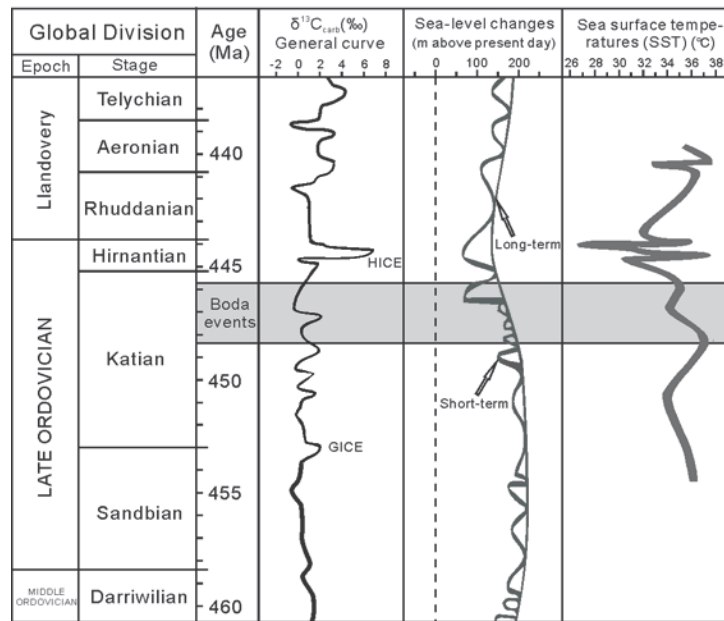 Global Division
Age
(Ma)
δ¹³Ccarb(‰)
General curve
Sea-level changes
(m above present day)
Sea surface tempe-
ratures (SST) (℃)
Epoch
Stage
-2 0 2 4 6 8
0 100 200
26 28 30 32 34 36 38
Llandovery
Telychian
Aeronian
440
Rhuddanian
Long-term
Hirnantian
HICE
445
LATE ORDOVICIAN
Boda
events
Katian
450
Short-term
GICE
455
Sandbian
MIDDLE
ORDOVICIAN
Darriwilian
460